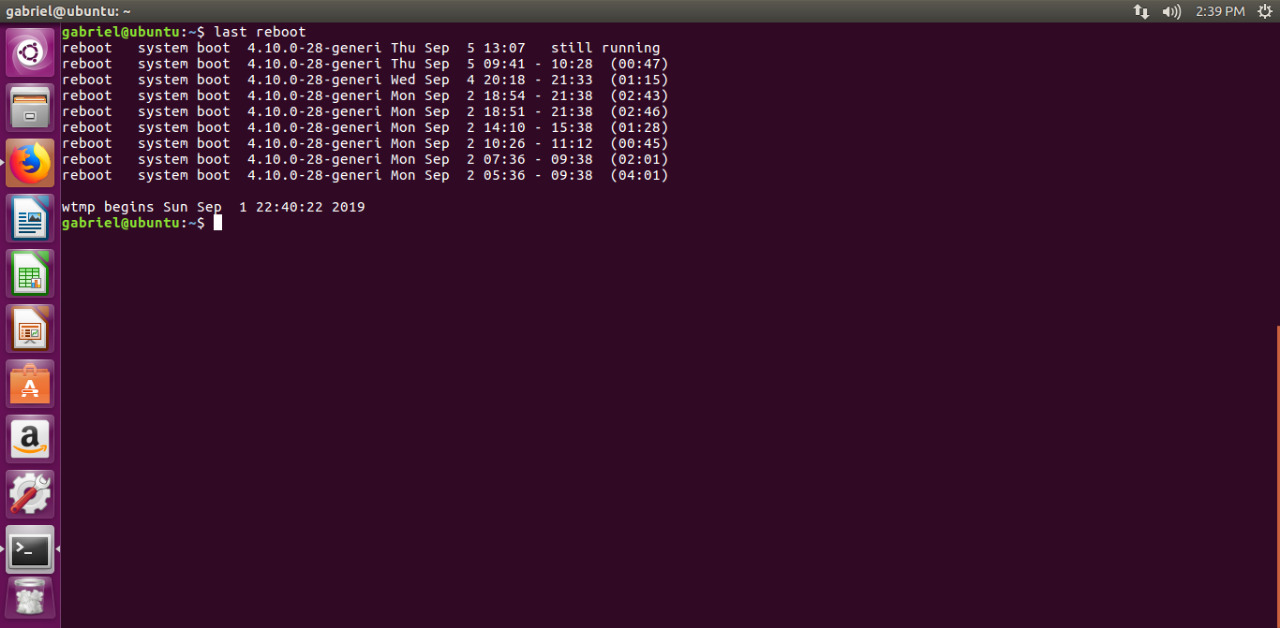 gabriel@ubuntu: ~ 2:39 PM
gabriel@ubuntu:~$ last reboot
reboot   system boot  4.10.0-28-generi Thu Sep  5 13:07   still running
reboot   system boot  4.10.0-28-generi Thu Sep  5 09:41 - 10:28  (00:47)
reboot   system boot  4.10.0-28-generi Wed Sep  4 20:18 - 21:33  (01:15)
reboot   system boot  4.10.0-28-generi Mon Sep  2 18:54 - 21:38  (02:43)
reboot   system boot  4.10.0-28-generi Mon Sep  2 18:51 - 21:38  (02:46)
reboot   system boot  4.10.0-28-generi Mon Sep  2 14:10 - 15:38  (01:28)
reboot   system boot  4.10.0-28-generi Mon Sep  2 10:26 - 11:12  (00:45)
reboot   system boot  4.10.0-28-generi Mon Sep  2 07:36 - 09:38  (02:01)
reboot   system boot  4.10.0-28-generi Mon Sep  2 05:36 - 09:38  (04:01)
wtmp begins Sun Sep  1 22:40:22 2019
gabriel@ubuntu:~$